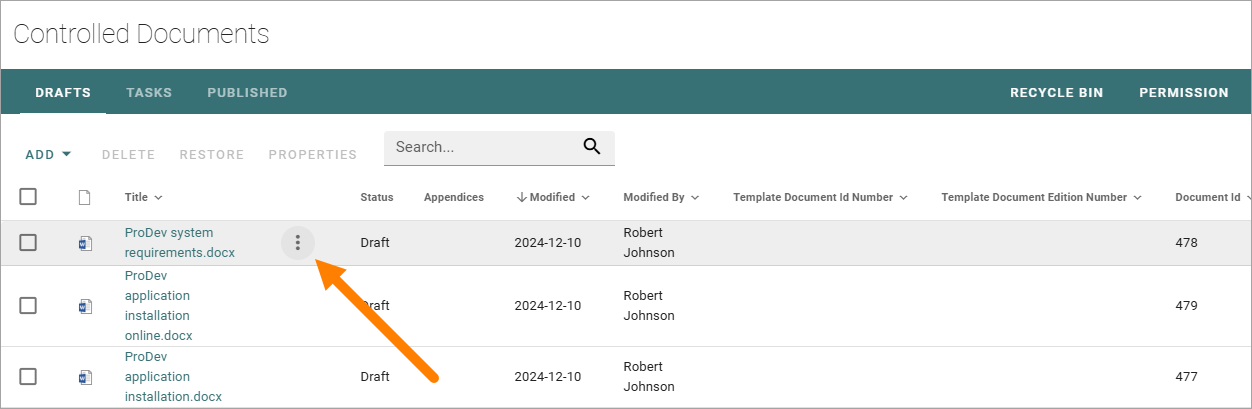 Controlled Documents
DRAFTS TASKS PUBLISHED RECYCLE BIN PERMISSION
ADD DELETE RESTORE PROPERTIES Search...
Title Status Appendices Modified Modified By Template Document Id Number Template Document Edition Number Document Id
ProDev system
requirements.docx
Draft 2024-12-10
Robert
Johnson
478
ProDev
application
installation
online.docx
Draft 2024-12-10
Robert
Johnson
479
ProDev
application
installation.docx
Draft 2024-12-10
Robert
Johnson
477